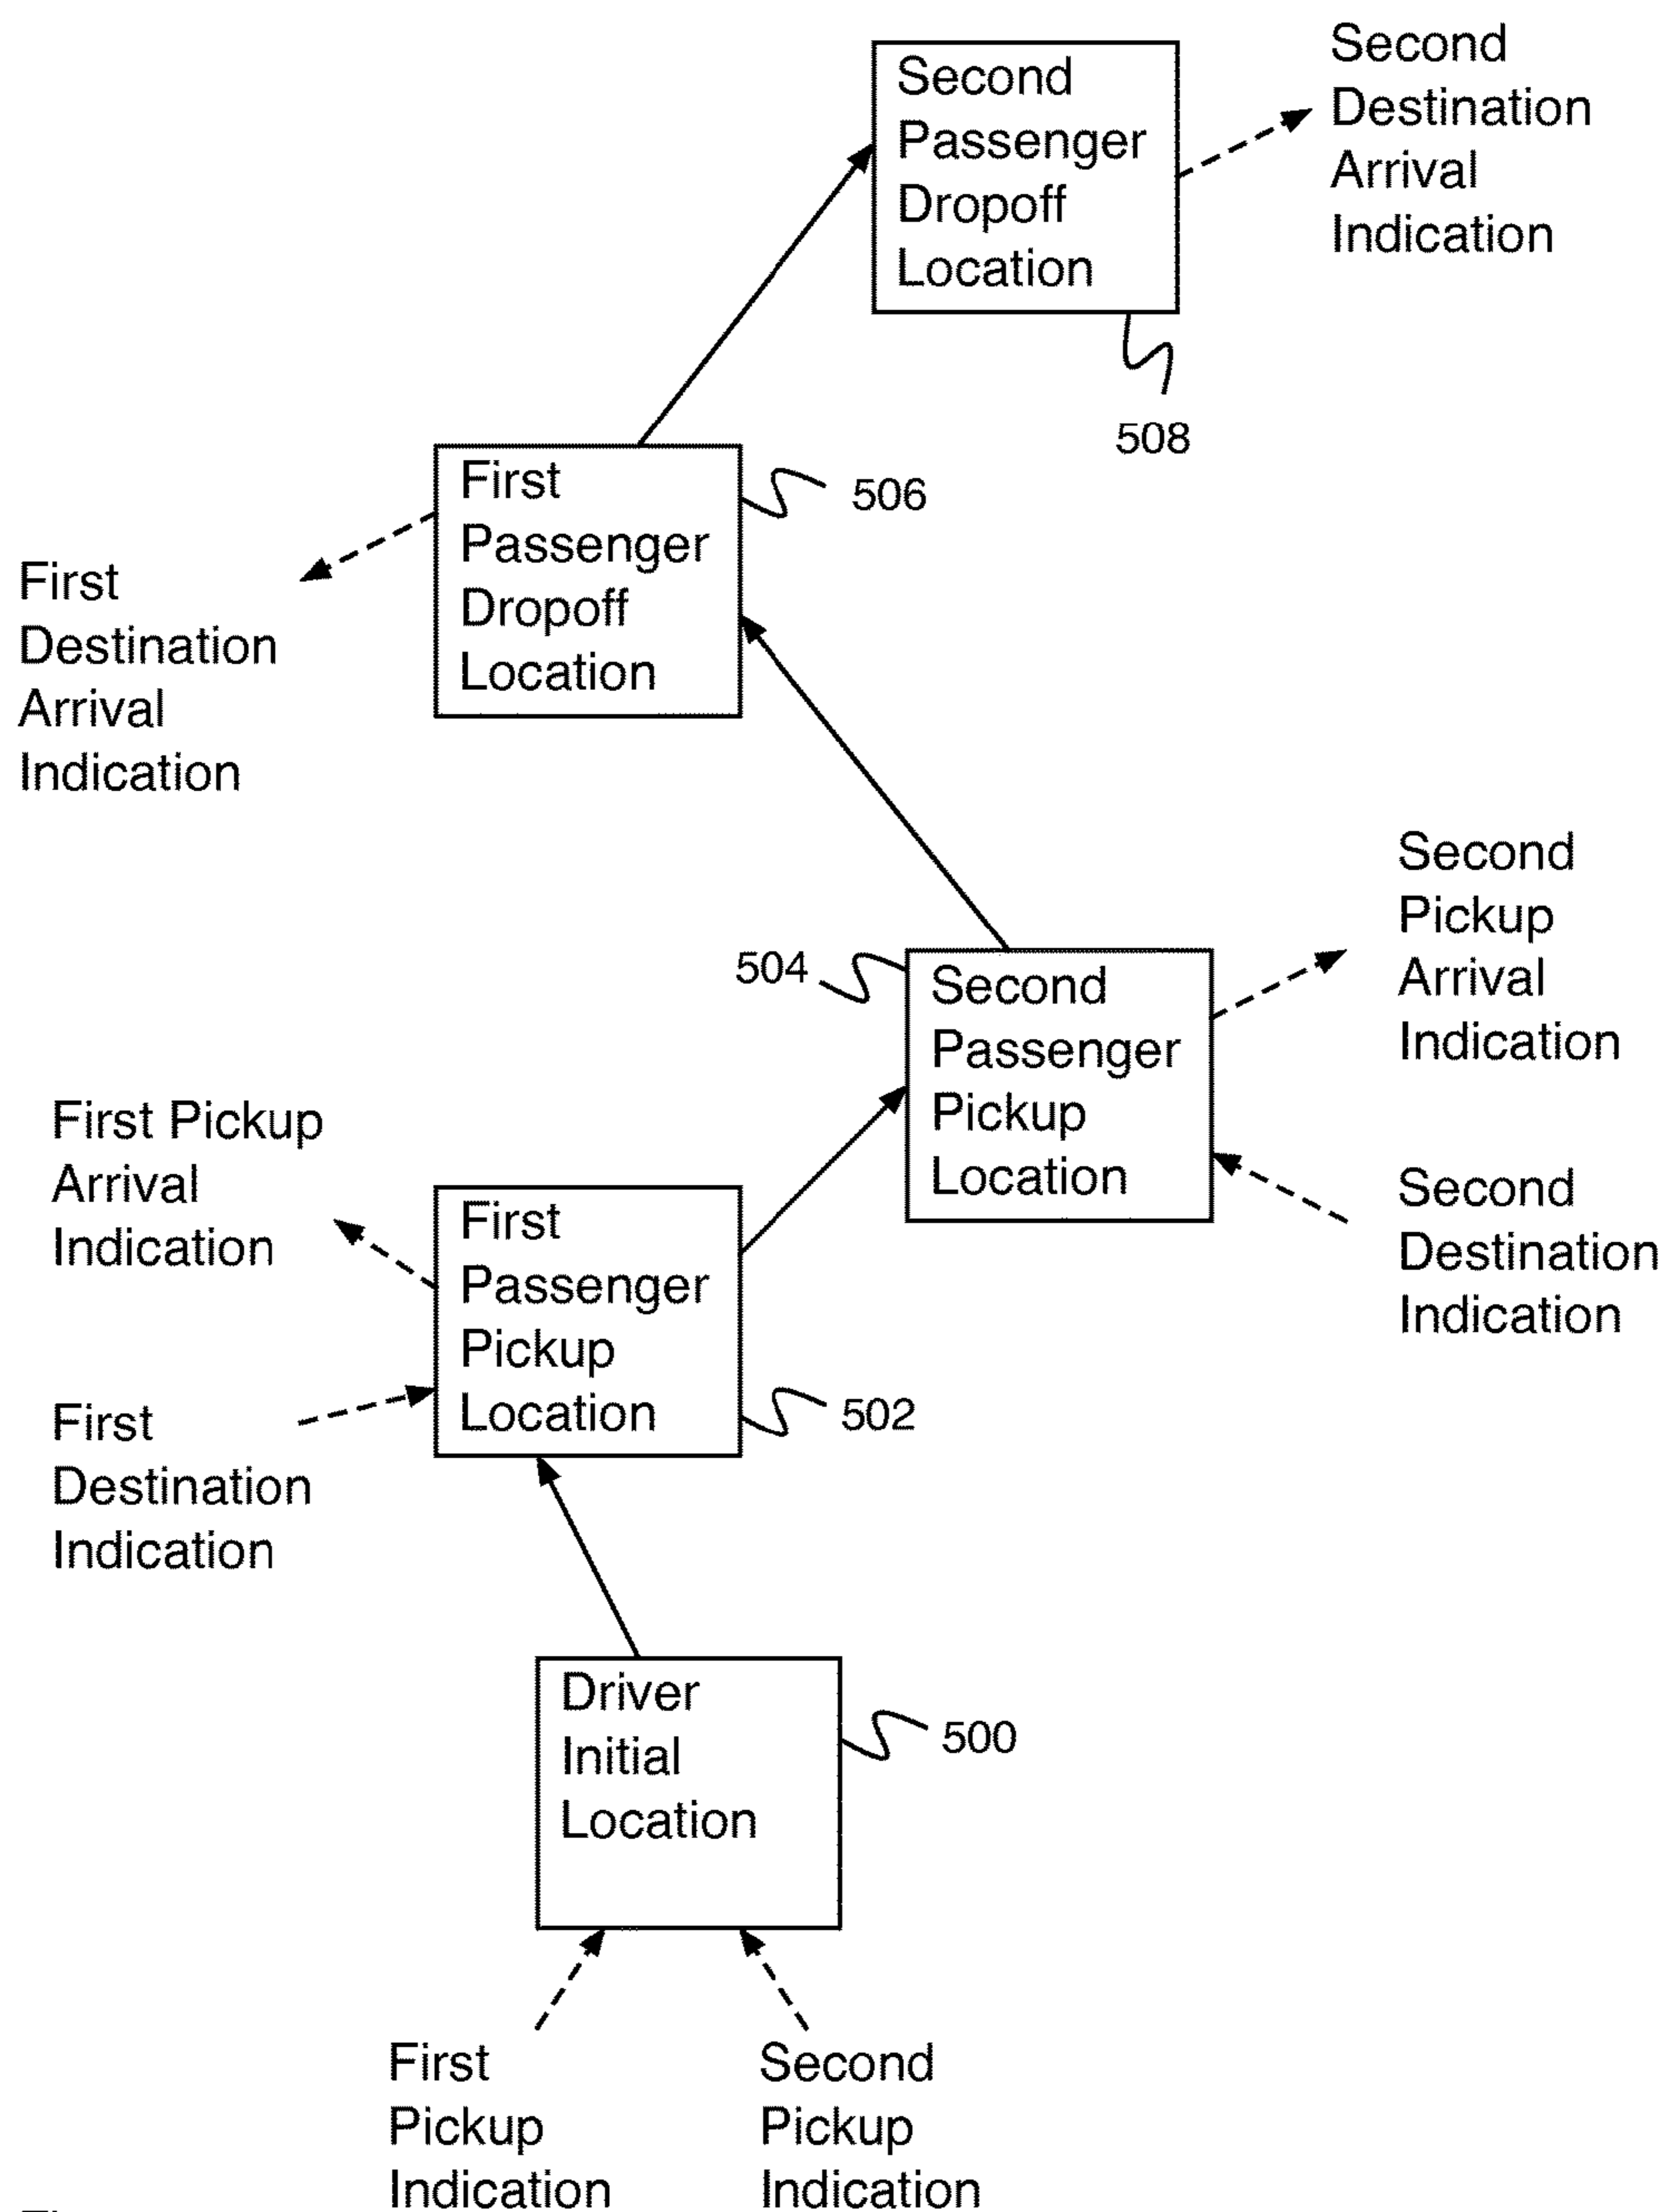 Second
Passenger
Dropoff
Location
Second
Destination
Arrival
Indication
508
First
Passenger
Dropoff
Location
506
First
Destination
Arrival
Indication
Second
Pickup
Arrival
Indication
504
Second
Passenger
Pickup
Location
Second
Destination
Indication
First Pickup
Arrival
Indication
First
Passenger
Pickup
Location
502
First
Destination
Indication
Driver
Initial
Location
500
First
Pickup
Indication
Second
Pickup
Indication